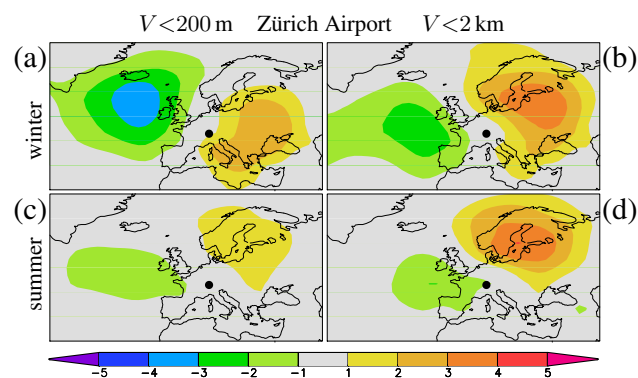 V<200 m Zürich Airport V<2 km
(a) (b)
winter
(c) (d)
summer
-5 -4 -3 -2 -1 1 2 3 4 5